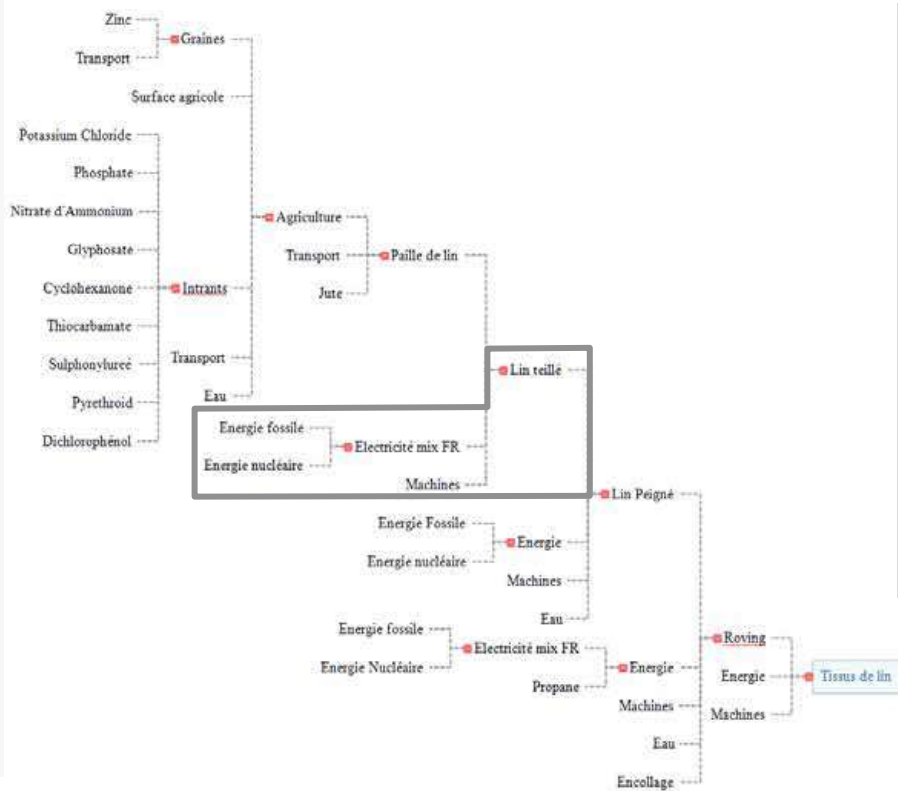 Zinc
Graines
Transport
Surface agricole
Potassium Chloride
Phosphate
Nitrate d'Ammonium
Agriculture
Glyphosate
Transport
Paille de lin
Cyclohexanone
Intrants
Jute
Thiocarbamate
Transport
Sulphonylureé
Lin teillé
Eau
Pyrethroid
Energie fossile
Dichlorophénol
Electricité mix FR
Energie nucléaire
Machines
Lin Peigné
Energie Fossile
Energie
Energie nucléaire
Machines
Eau
Energie fossile
Roving
Electricité mix FR
Energie Nucléaire
Energie
Energie
Tissus de lin
Propane
Machines
Machines
Eau
Encollage